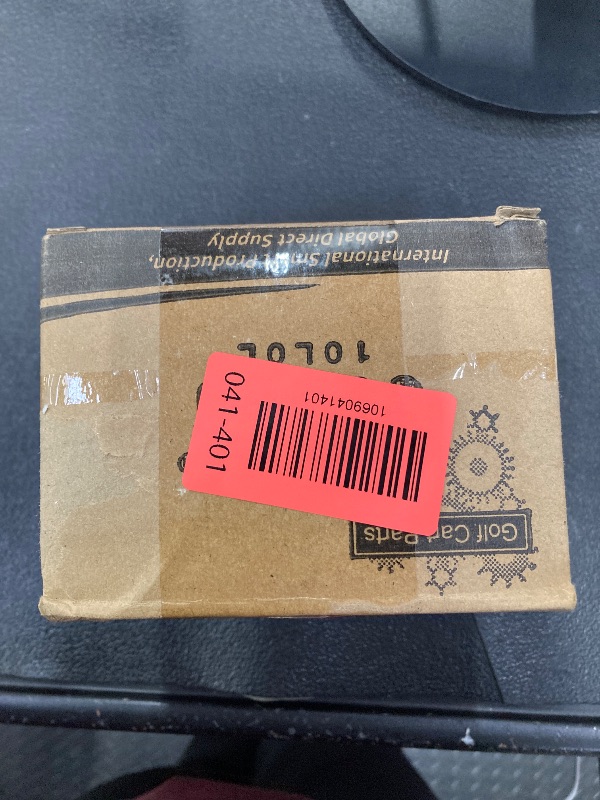 International Smart Production,
Global Direct Supply
10L0L
041-401
1069041401
Golf Cart Parts